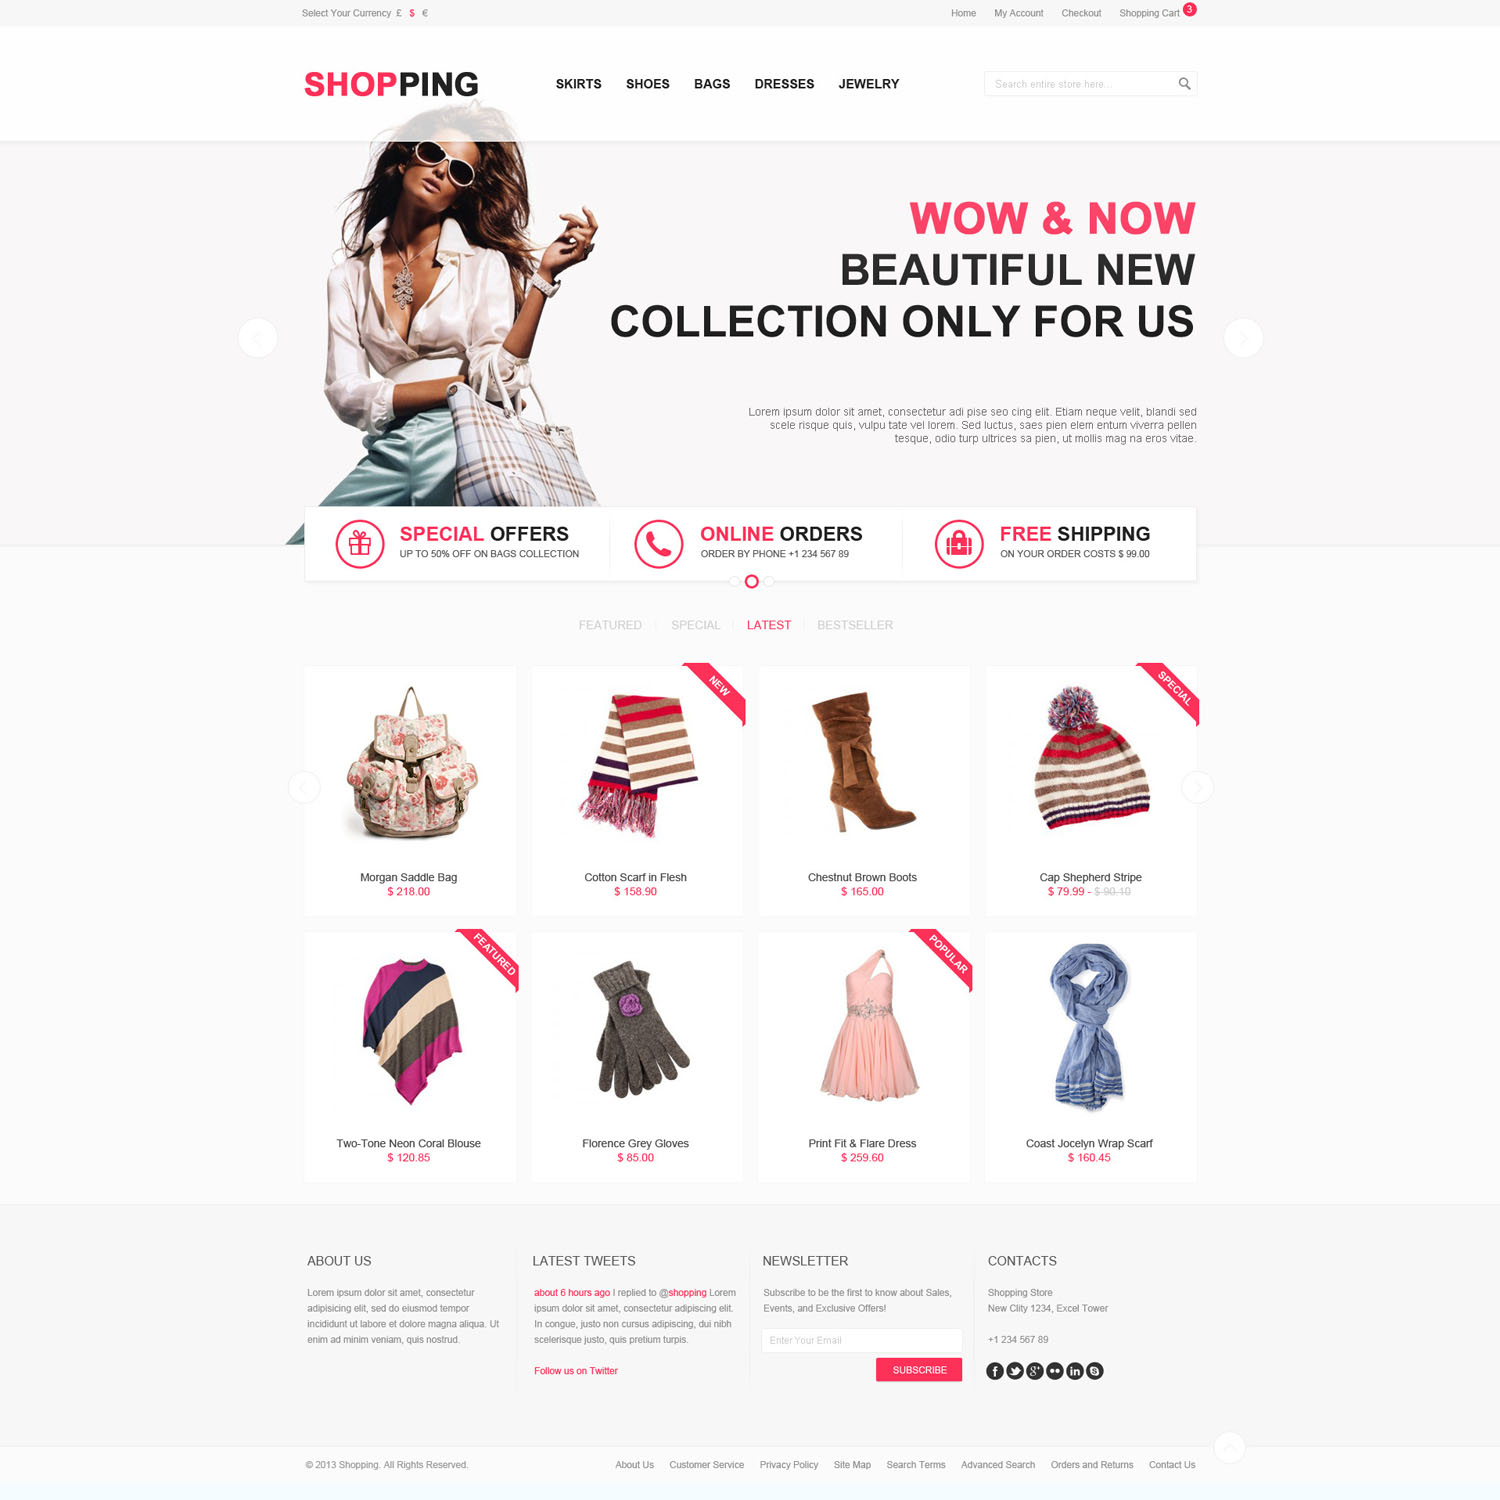 Select Your Currency £ $ €
Home My Account Checkout Shopping Cart 3
SHOPPING
SKIRTS SHOES BAGS DRESSES JEWELRY
Search entire store here...
WOW & NOW
BEAUTIFUL NEW
COLLECTION ONLY FOR US
Lorem ipsum dolor sit amet, consectetur adi pise seo cing elit. Etiam neque velit, blandi sed
scele risque quis, vulpu tate vel lorem. Sed luctus, saes pien elem entum viverra pellen
tesque, odio turp ultrices sa pien, ut mollis mag na eros vitae.
SPECIAL OFFERS
UP TO 50% OFF ON BAGS COLLECTION
ONLINE ORDERS
ORDER BY PHONE +1 234 567 89
FREE SHIPPING
ON YOUR ORDER COSTS $ 99.00
FEATURED SPECIAL LATEST BESTSELLER
Morgan Saddle Bag
$ 218.00
NEW
Cotton Scarf in Flesh
$ 158.90
Chestnut Brown Boots
$ 165.00
SPECIAL
Cap Shepherd Stripe
$ 79.99 - $ 90.10
FEATURED
Two-Tone Neon Coral Blouse
$ 120.85
Florence Grey Gloves
$ 85.00
POPULAR
Print Fit & Flare Dress
$ 259.60
Coast Jocelyn Wrap Scarf
$ 160.45
ABOUT US
Lorem ipsum dolor sit amet, consectetur
adipisicing elit, sed do eiusmod tempor
incididunt ut labore et dolore magna aliqua. Ut
enim ad minim veniam, quis nostrud.
LATEST TWEETS
about 6 hours ago I replied to @shopping Lorem
ipsum dolor sit amet, consectetur adipiscing elit.
In congue, justo non cursus adipiscing, dui nibh
scelerisque justo, quis pretium turpis.
Follow us on Twitter
NEWSLETTER
Subscribe to be the first to know about Sales,
Events, and Exclusive Offers!
Enter Your Email
SUBSCRIBE
CONTACTS
Shopping Store
New Clity 1234, Excel Tower
+1 234 567 89
© 2013 Shopping. All Rights Reserved.
About Us Customer Service Privacy Policy Site Map Search Terms Advanced Search Orders and Returns Contact Us